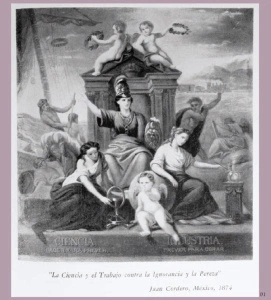 CIENCIA
INDUSTRIA
"La Ciencia y el Trabajo contra la Ignorancia y la Pereza"
Juan Cordero, México, 1874